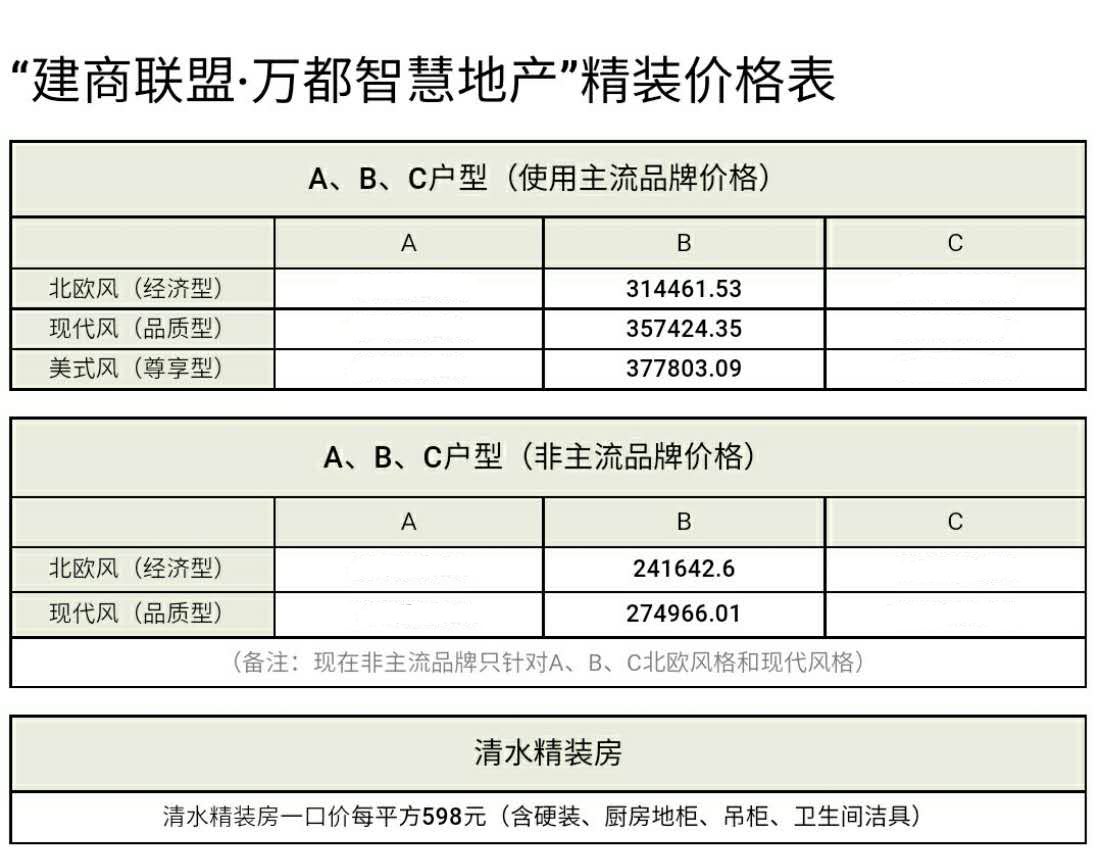 “建商联盟·万都智慧地产”精装价格表
A、B、C户型（使用主流品牌价格）
A B C
北欧风（经济型） 314461.53
现代风（品质型） 357424.35
美式风（尊享型） 377803.09
A、B、C户型（非主流品牌价格）
A B C
北欧风（经济型） 241642.6
现代风（品质型） 274966.01
（备注：现在非主流品牌只针对A、B、C北欧风格和现代风格）
清水精装房
清水精装房一口价每平方598元（含硬装、厨房地柜、吊柜、卫生间洁具）